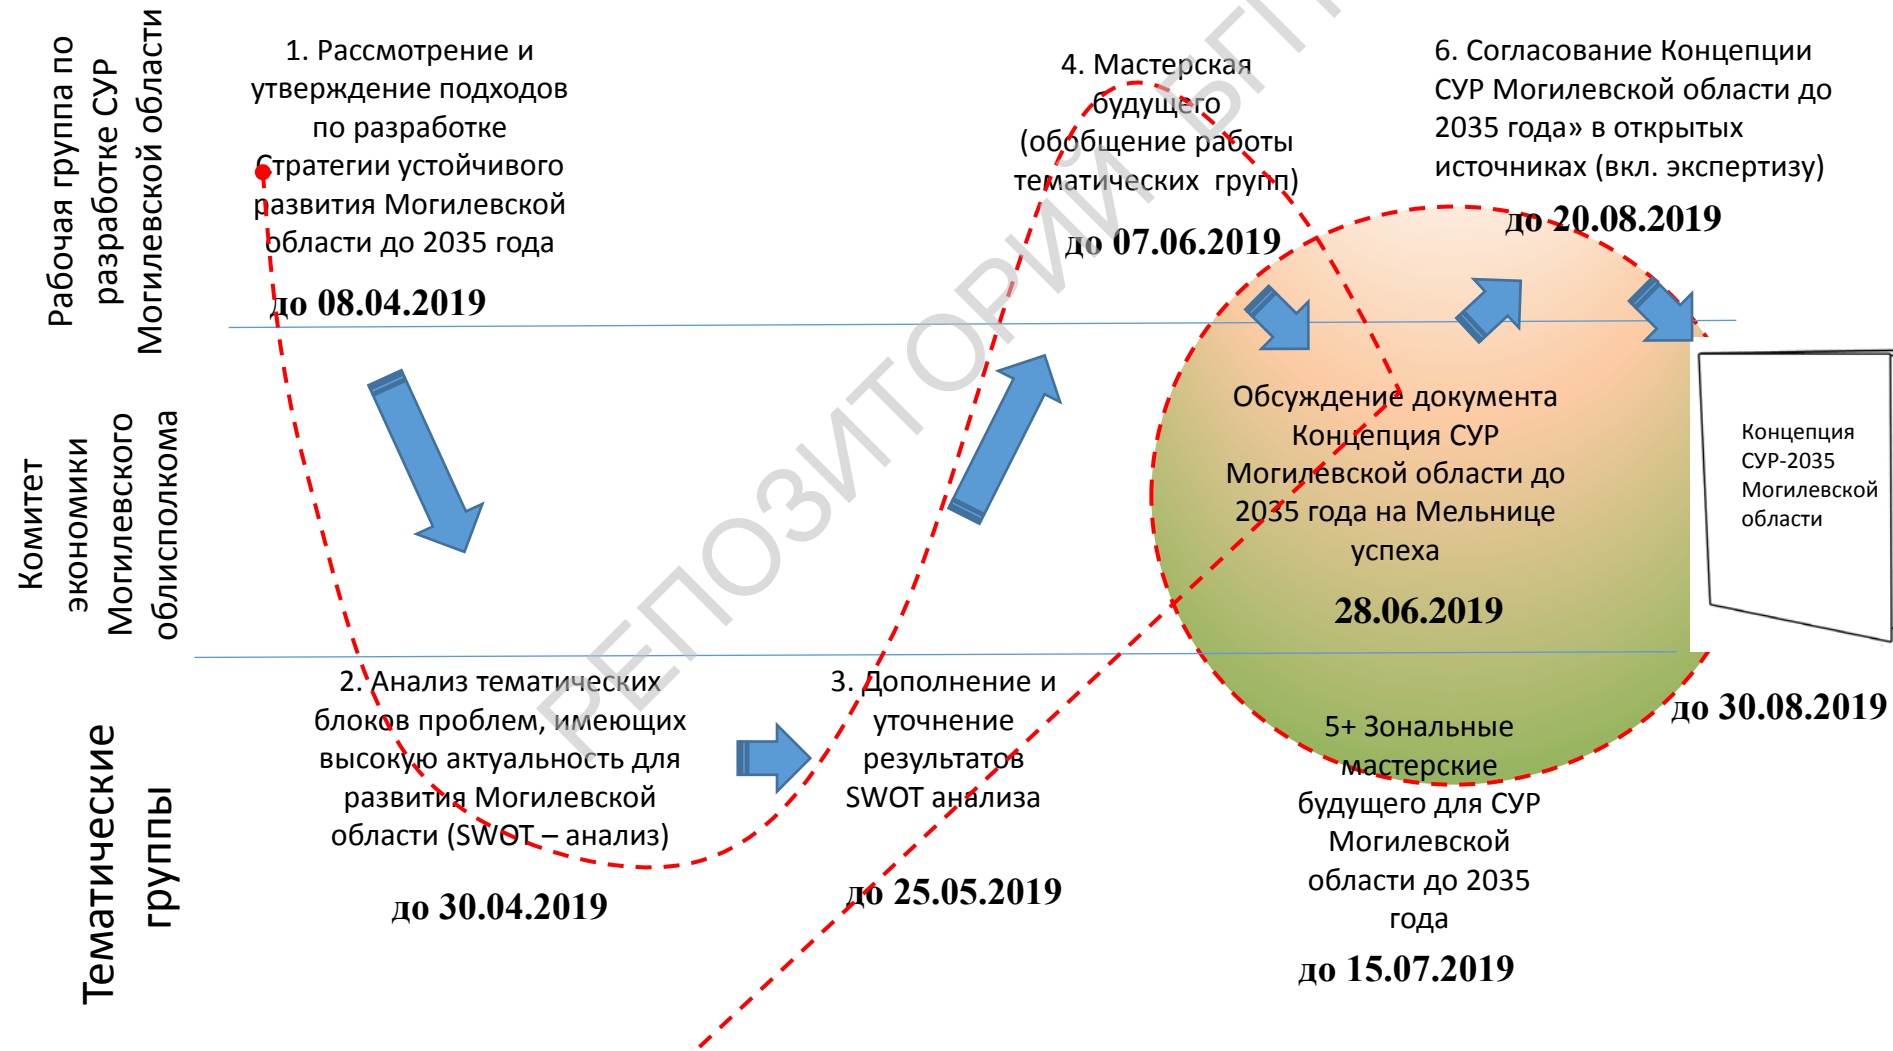 Рабочая группа по
разработке СУР
Могилевской области
1. Рассмотрение и
утверждение подходов
по разработке
Стратегии устойчивого
развития Могилевской
области до 2035 года
до 08.04.2019
4. Мастерская
будущего
(обобщение работы
тематических групп)
до 07.06.2019
6. Согласование Концепции
СУР Могилевской области до
2035 года» в открытых
источниках (вкл. экспертизу)
до 20.08.2019
Комитет
экономики
Могилевского
облисполкома
Обсуждение документа
Концепция СУР
Могилевской области до
2035 года на Мельнице
успеха
28.06.2019
Концепция
СУР-2035
Могилевской
области
до 30.08.2019
Тематические
группы
2. Анализ тематических
блоков проблем, имеющих
высокую актуальность для
развития Могилевской
области (SWOT – анализ)
до 30.04.2019
3. Дополнение и
уточнение
результатов
SWOT анализа
до 25.05.2019
5+ Зональные
мастерские
будущего для СУР
Могилевской
области до 2035
года
до 15.07.2019
РЕПОЗИТОРИЙ